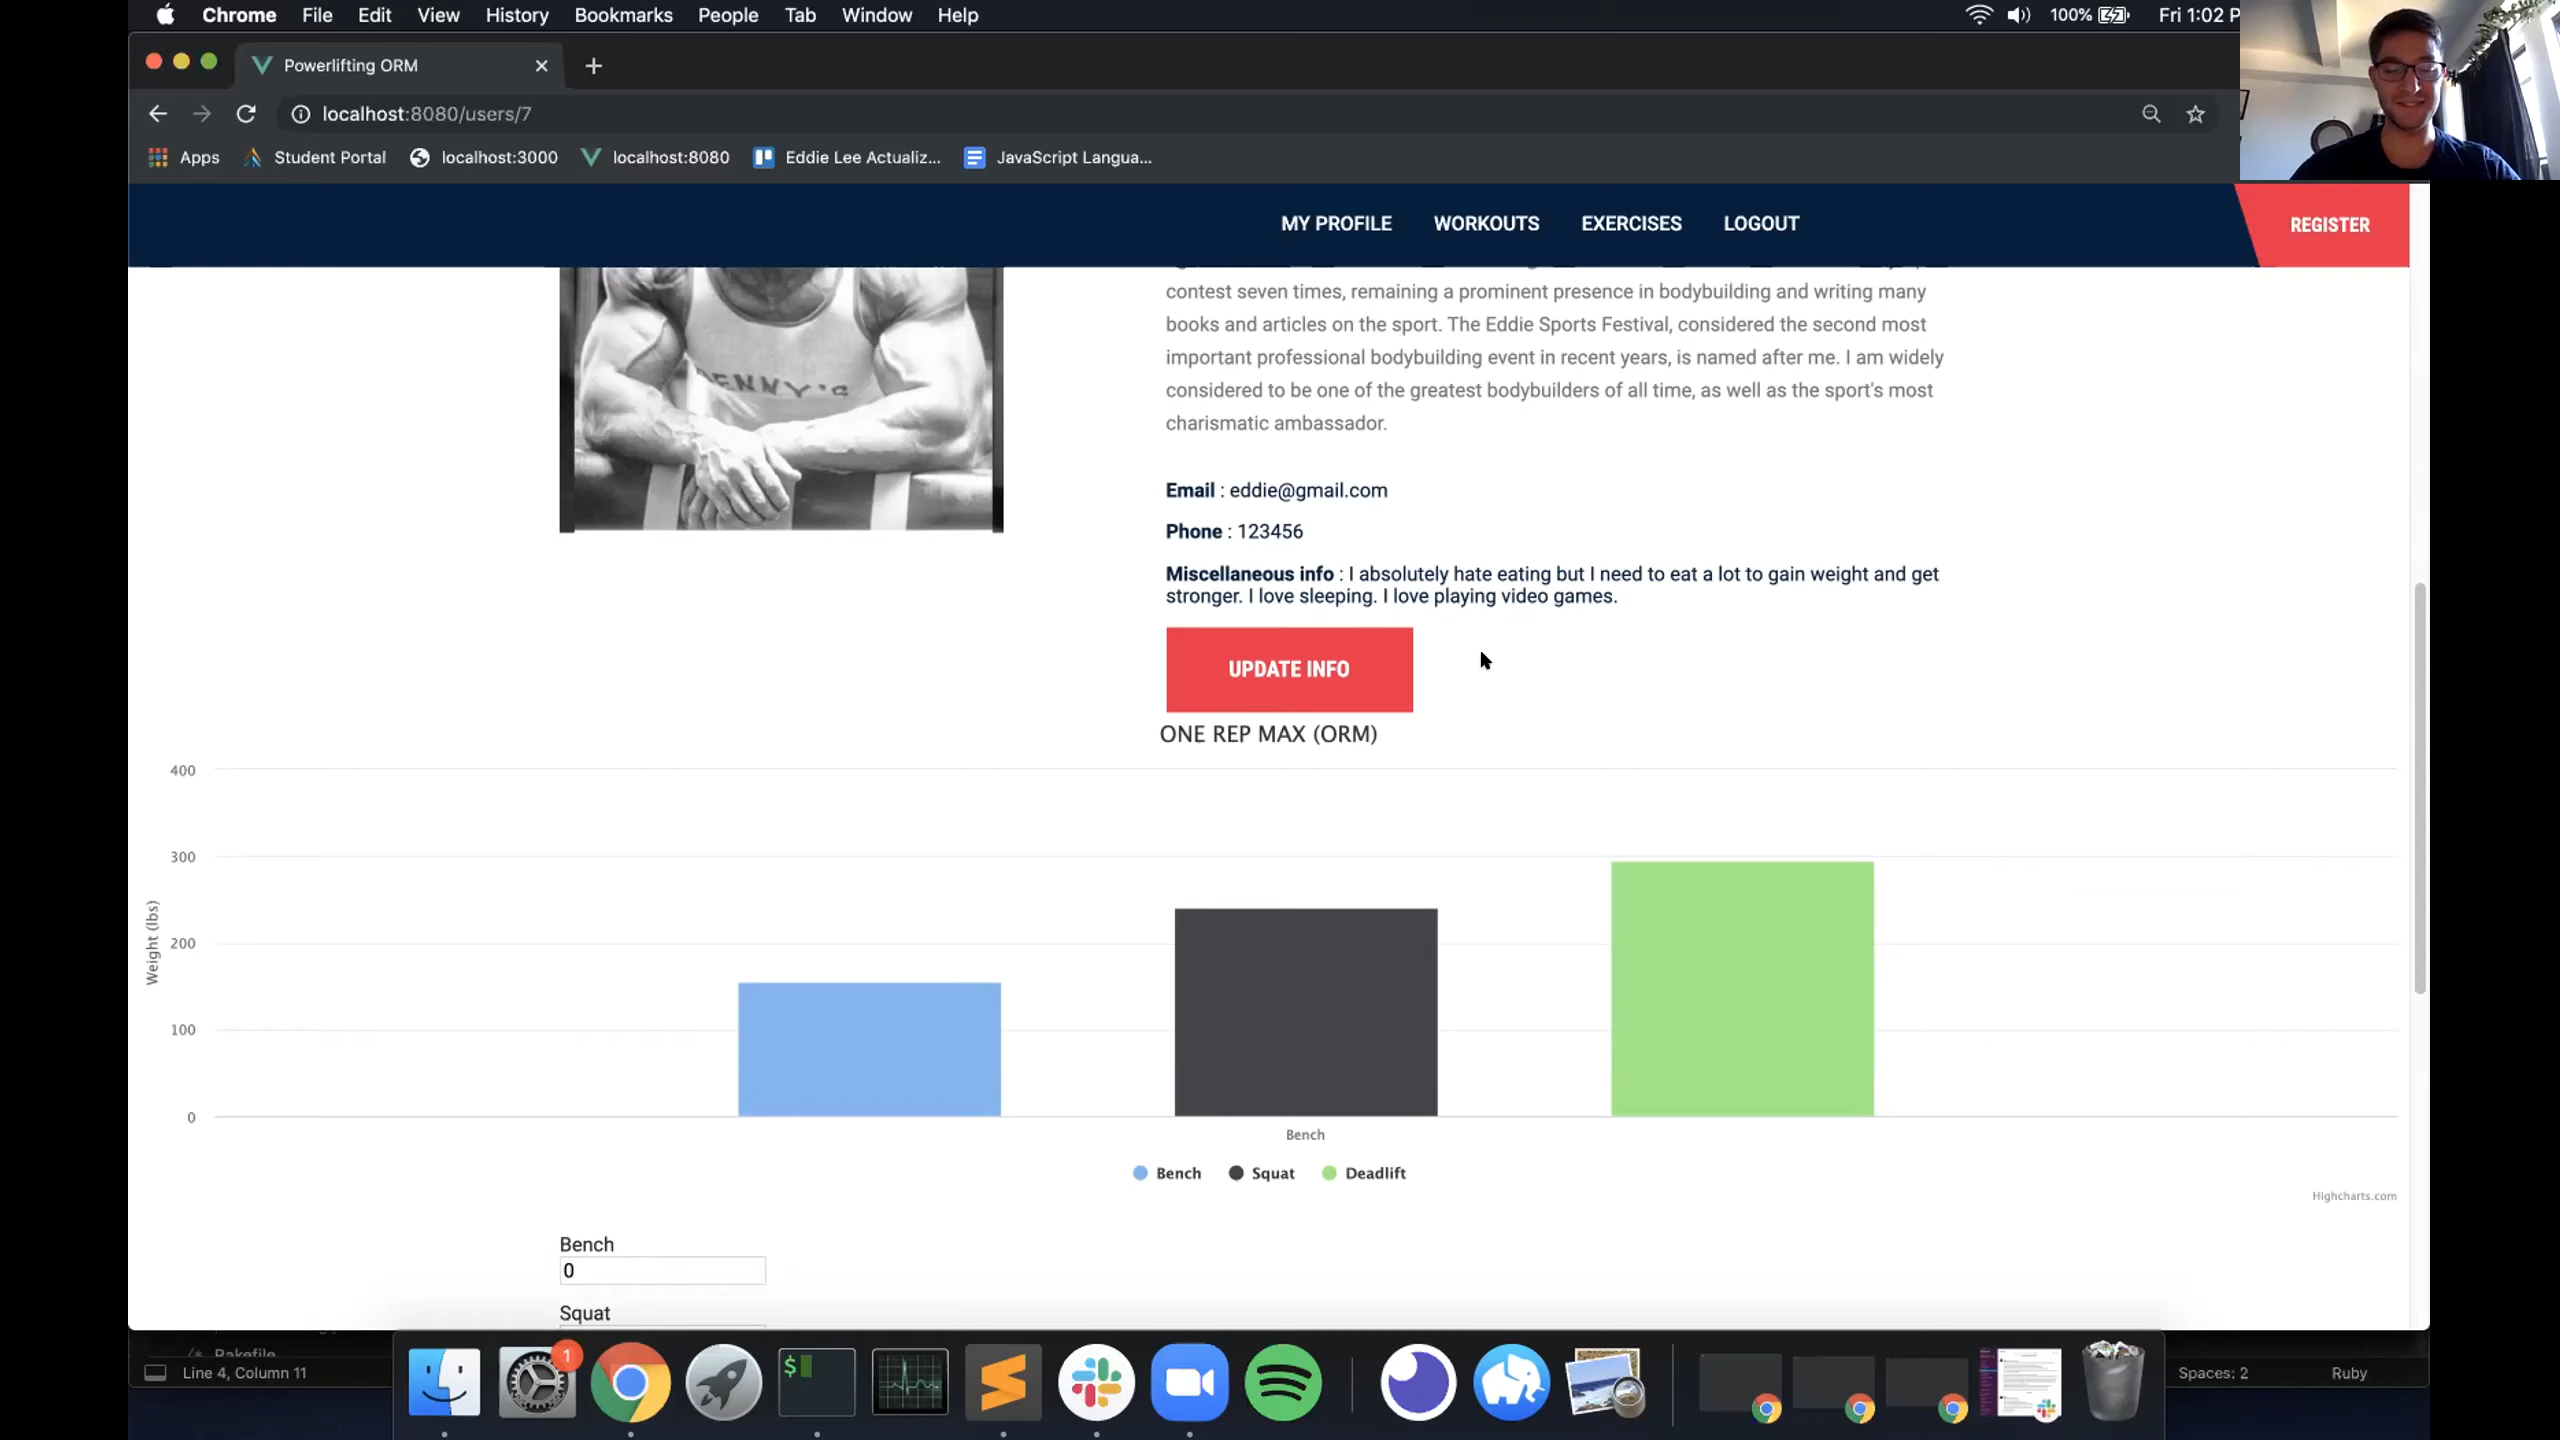 Chrome File Edit View History Bookmarks People Tab Window Help
100% Fri 1:02 P
Powerlifting ORM
localhost:8080/users/7
Apps Student Portal localhost:3000 localhost:8080 Eddie Lee Actualiz... JavaScript Langua...
MY PROFILE WORKOUTS EXERCISES LOGOUT REGISTER
contest seven times, remaining a prominent presence in bodybuilding and writing many
books and articles on the sport. The Eddie Sports Festival, considered the second most
important professional bodybuilding event in recent years, is named after me. I am widely
considered to be one of the greatest bodybuilders of all time, as well as the sport's most
charismatic ambassador.
ENNY'S
Email : eddie@gmail.com
Phone : 123456
Miscellaneous info : I absolutely hate eating but I need to eat a lot to gain weight and get
stronger. I love sleeping. I love playing video games.
UPDATE INFO
ONE REP MAX (ORM)
400
300
200
100
0
Weight (lbs)
Bench
Bench Squat Deadlift
Highcharts.com
Bench
0
Squat
Rakefile
Line 4, Column 11
1
$
Spaces: 2 Ruby